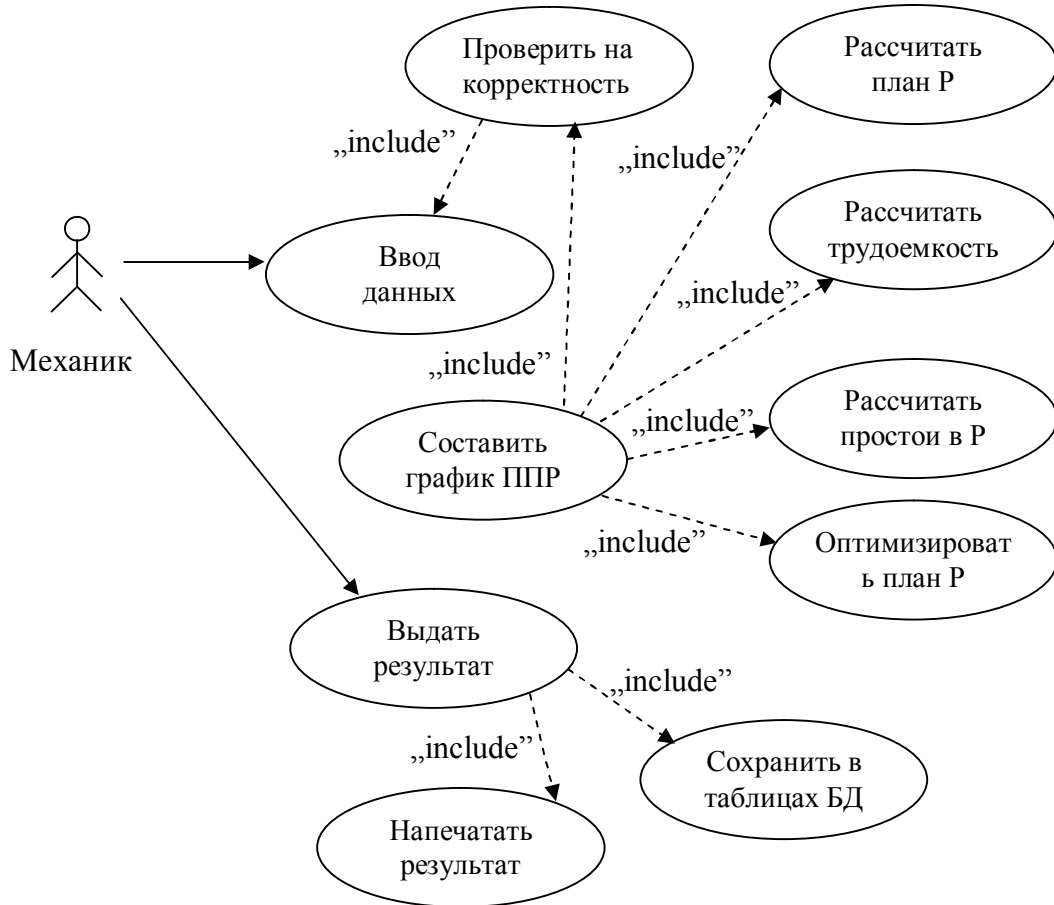 Проверить на
корректность
Рассчитать
план Р
„include”
„include”
Рассчитать
трудоемкость
Ввод
данных
„include”
Механик
„include”
Рассчитать
простои в Р
„include”
Составить
график ППР
„include”
Оптимизироват
ь план Р
Выдать
результат
„include”
„include”
Сохранить в
таблицах БД
Напечатать
результат